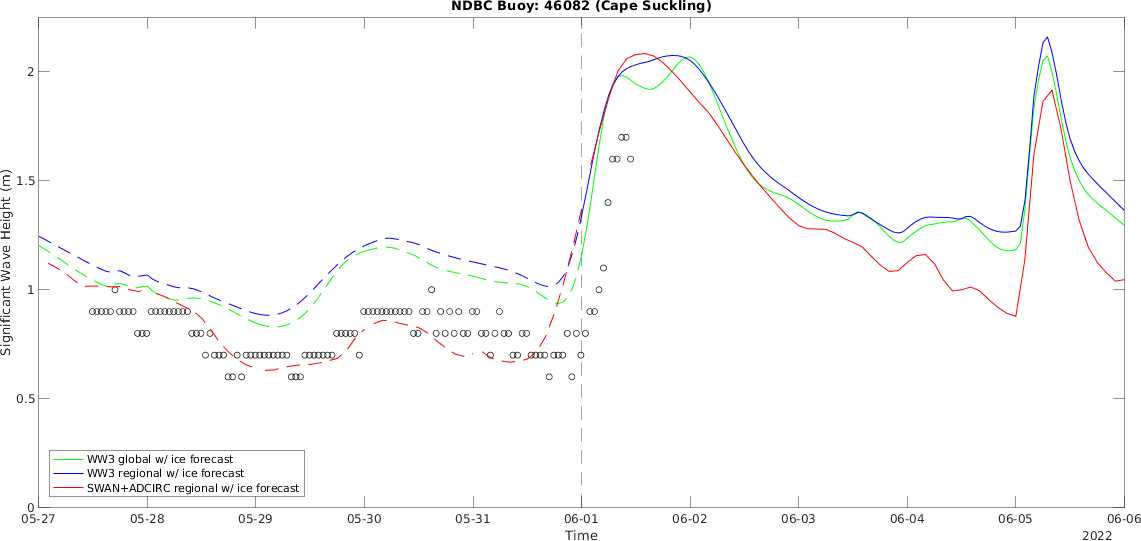 NDBC Buoy: 46082 (Cape Suckling)
Significant Wave Height (m)
2
1.5
1
0.5
0
WW3 global w/ ice forecast
WW3 regional w/ ice forecast
SWAN+ADCIRC regional w/ ice forecast
05-27 05-28 05-29 05-30 05-31 06-01 06-02 06-03 06-04 06-05 06-06
Time
2022